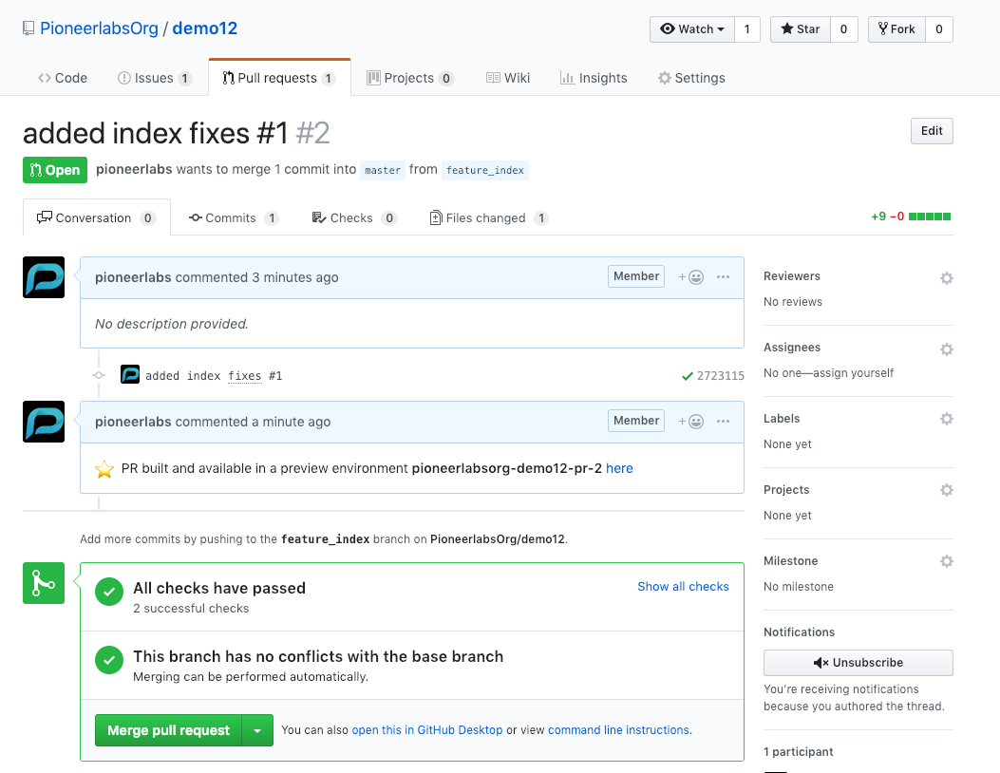 PioneerlabsOrg / demo12
Watch 1 Star 0 Fork 0
Code Issues 1 Pull requests 1 Projects 0 Wiki Insights Settings
added index fixes #1 #2
Edit
Open pioneerlabs wants to merge 1 commit into master from feature_index
Conversation 0 Commits 1 Checks 0 Files changed 1 +9 −0
pioneerlabs commented 3 minutes ago Member
No description provided.
added index fixes #1 2723115
pioneerlabs commented a minute ago Member
PR built and available in a preview environment pioneerlabsorg-demo12-pr-2 here
Add more commits by pushing to the feature_index branch on PioneerlabsOrg/demo12.
All checks have passed
Show all checks
2 successful checks
This branch has no conflicts with the base branch
Merging can be performed automatically.
Merge pull request You can also open this in GitHub Desktop or view command line instructions.
Reviewers
No reviews
Assignees
No one—assign yourself
Labels
None yet
Projects
None yet
Milestone
No milestone
Notifications
Unsubscribe
You're receiving notifications
because you authored the thread.
1 participant